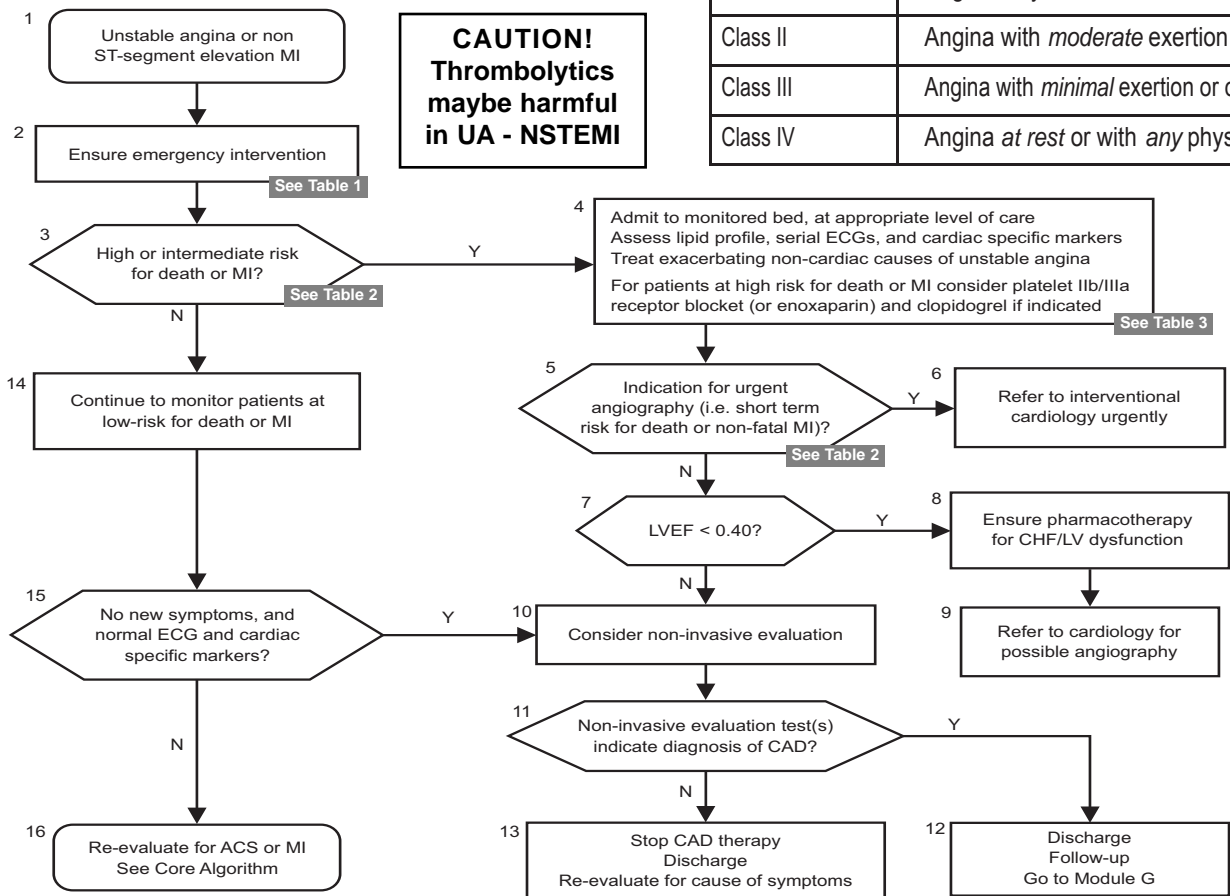 1
Unstable angina or non
ST-segment elevation MI
CAUTION!
Thrombolytics
maybe harmful
in UA - NSTEMI
Class II
Angina with moderate exertion
Class III
Angina with minimal exertion or
Class IV
Angina at rest or with any
2
Ensure emergency intervention
See Table 1
3
High or intermediate risk
for death or MI?
See Table 2
Y
N
4
Admit to monitored bed, at appropriate level of care
Assess lipid profile, serial ECGs, and cardiac specific markers
Treat exacerbating non-cardiac causes of unstable angina
For patients at high risk for death or MI consider platelet IIb/IIIa
receptor blocket (or enoxaparin) and clopidogrel if indicated
See Table 3
5
Indication for urgent
angiography (i.e. short term
risk for death or non-fatal MI)?
See Table 2
Y
N
6
Refer to interventional
cardiology urgently
14
Continue to monitor patients at
low-risk for death or MI
7
LVEF < 0.40?
Y
N
8
Ensure pharmacotherapy
for CHF/LV dysfunction
9
Refer to cardiology for
possible angiography
15
No new symptoms, and
normal ECG and cardiac
specific markers?
Y
N
10
Consider non-invasive evaluation
11
Non-invasive evaluation test(s)
indicate diagnosis of CAD?
Y
N
16
Re-evaluate for ACS or MI
See Core Algorithm
13
Stop CAD therapy
Discharge
Re-evaluate for cause of symptoms
12
Discharge
Follow-up
Go to Module G